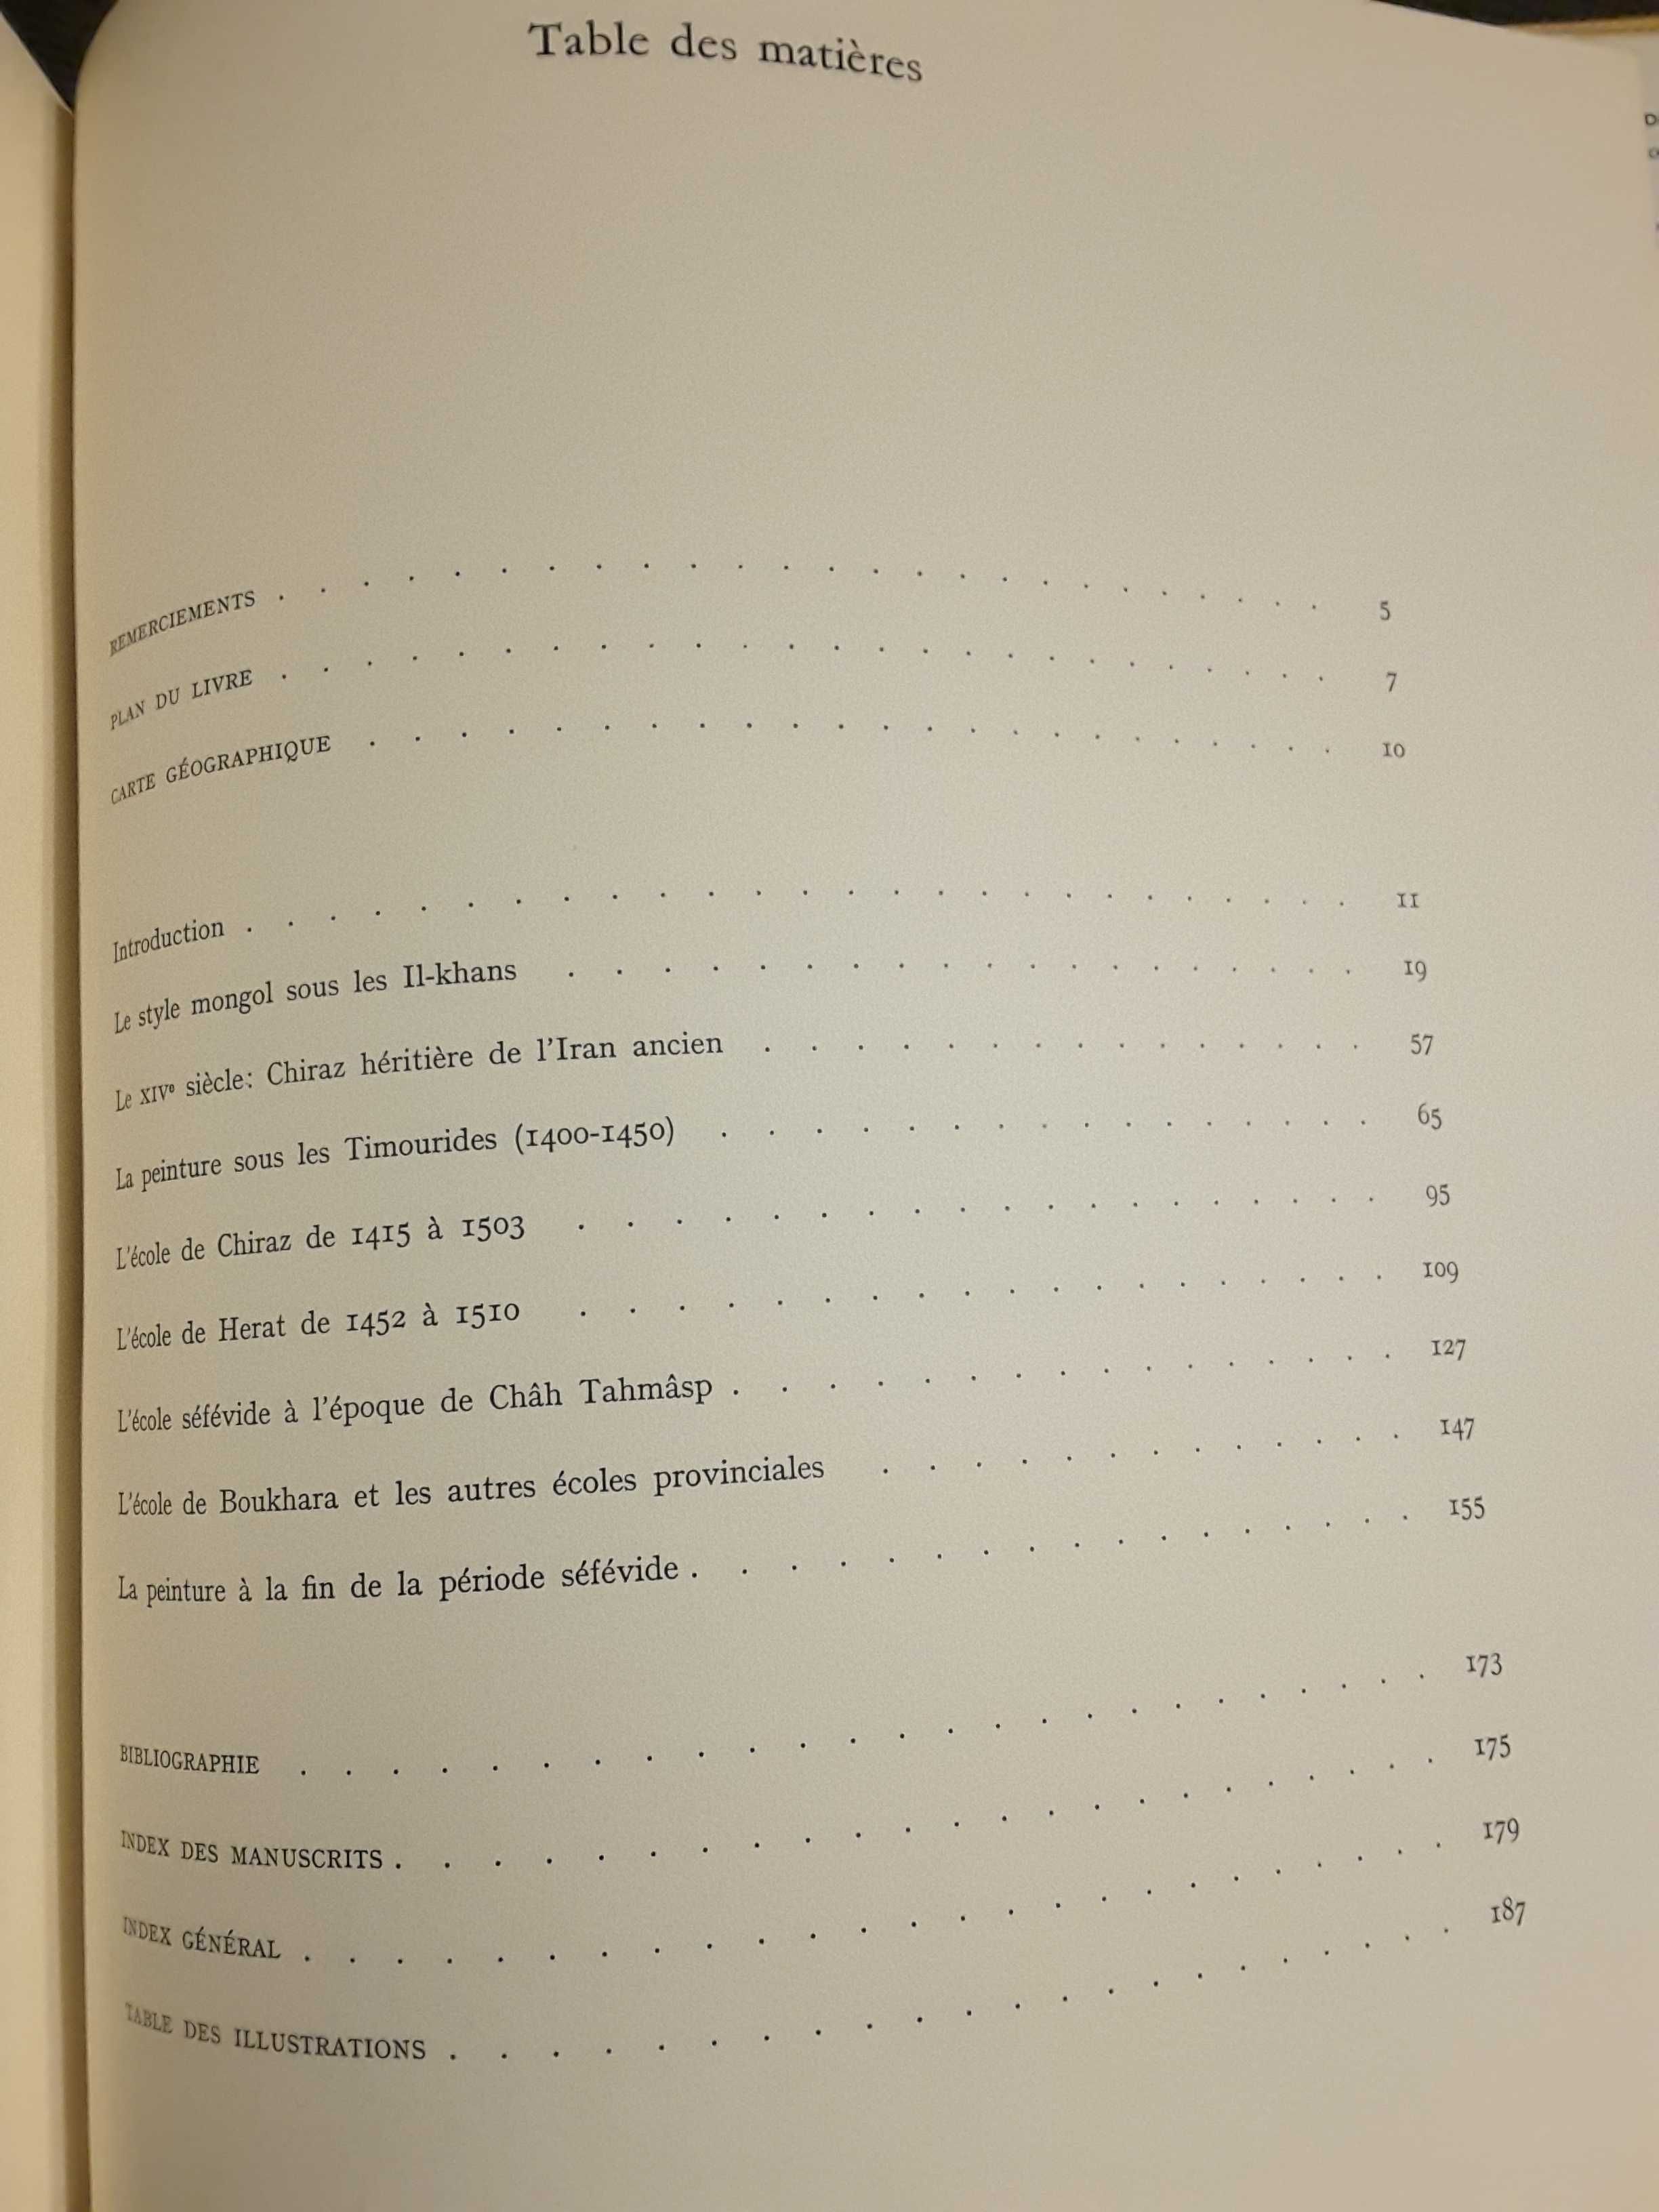 Table des matières
REMERCIEMENTS . . . . . . . . . . . . . . . . . . . . . . . . 5
PLAN DU LIVRE . . . . . . . . . . . . . . . . . . . . . . . . 7
CARTE GÉOGRAPHIQUE . . . . . . . . . . . . . . . . . . . . . . 10
Introduction . . . . . . . . . . . . . . . . . . . . . . . . 11
Le style mongol sous les Il-khans . . . . . . . . . . . . . . . . . 19
Le XIVe siècle: Chiraz héritière de l'Iran ancien . . . . . . . . . . . . . . 57
La peinture sous les Timourides (1400-1450) . . . . . . . . . . . . . . . 65
L'école de Chiraz de 1415 à 1503 . . . . . . . . . . . . . . . . . . 95
L'école de Herat de 1452 à 1510 . . . . . . . . . . . . . . . . . . 109
L'école séfévide à l'époque de Châh Tahmâsp . . . . . . . . . . . . . . . 127
L'école de Boukhara et les autres écoles provinciales . . . . . . . . . . . . 147
La peinture à la fin de la période séfévide . . . . . . . . . . . . . . . . 155
BIBLIOGRAPHIE . . . . . . . . . . . . . . . . . . . . . . . . 173
INDEX DES MANUSCRITS . . . . . . . . . . . . . . . . . . . . . . 175
INDEX GÉNÉRAL . . . . . . . . . . . . . . . . . . . . . . . . 179
TABLE DES ILLUSTRATIONS . . . . . . . . . . . . . . . . . . . . . 187